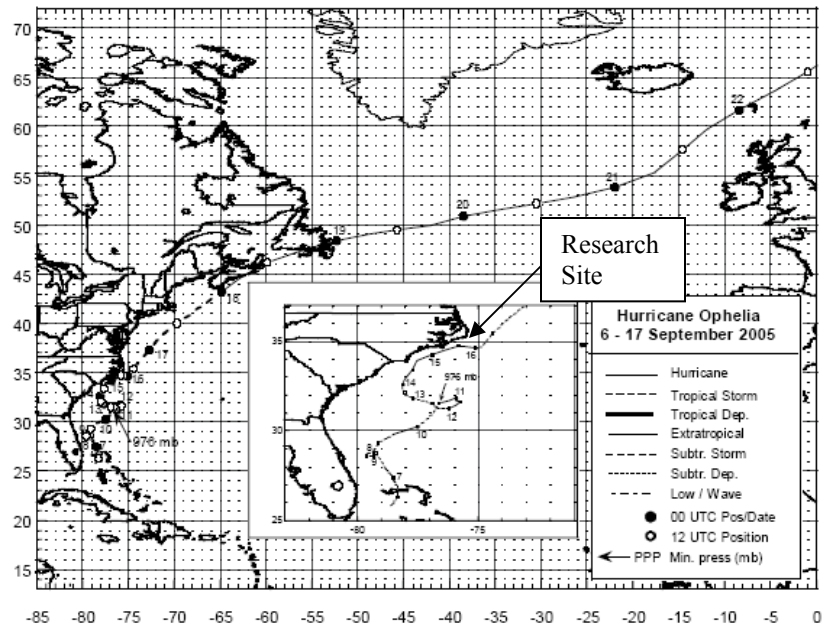 70
65
60
55
50
45
40
35
30
25
20
15
-85 -80 -75 -70 -65 -60 -55 -50 -45 -40 -35 -30 -25 -20 -15 -10 -5 0
22
21
20
19
18
17
976 mb
Research
Site
35
30
25
-80 -75
16
15
14
13
976 mb
11
12
10
8
9
7
Hurricane Ophelia
6 - 17 September 2005
Hurricane
Tropical Storm
Tropical Dep.
Extratropical
Subtr. Storm
Subtr. Dep.
Low / Wave
00 UTC Pos/Date
12 UTC Position
PPP Min. press (mb)